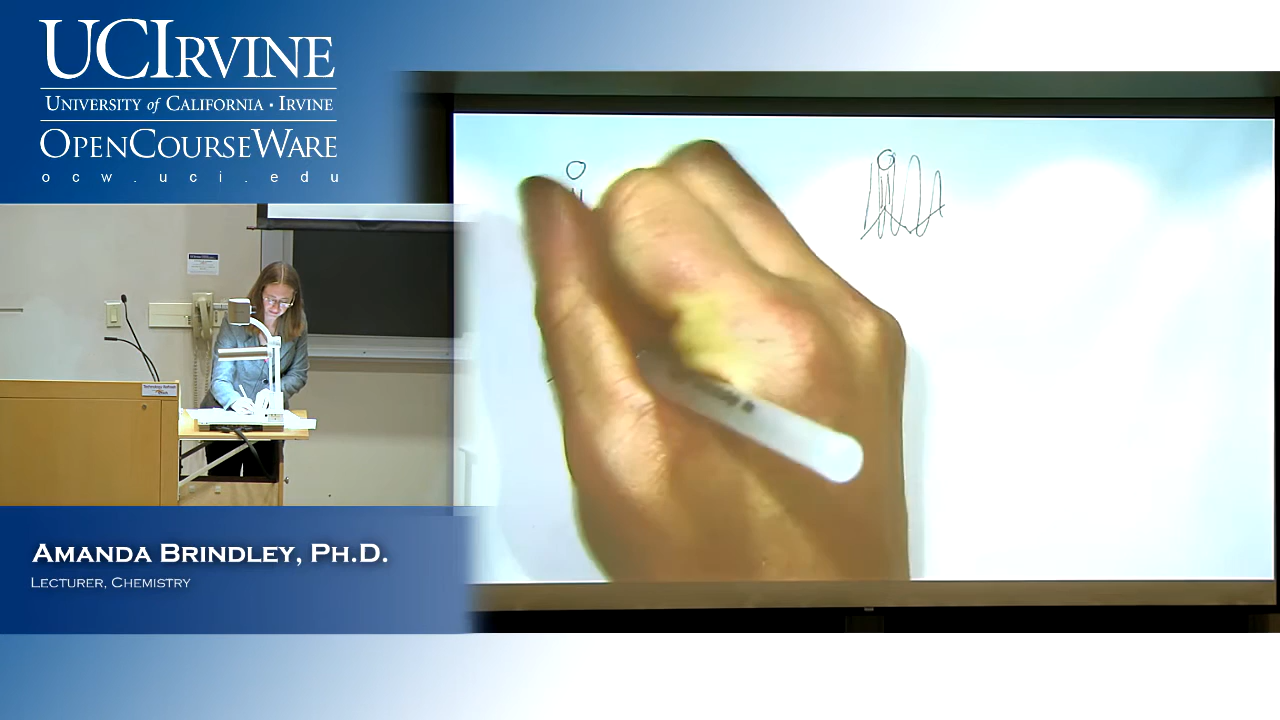 UCIRVINE
UNIVERSITY of CALIFORNIA • IRVINE
OPENCOURSEWARE
ocw.uci.edu
AMANDA BRINDLEY, PH.D.
LECTURER, CHEMISTRY
O
O